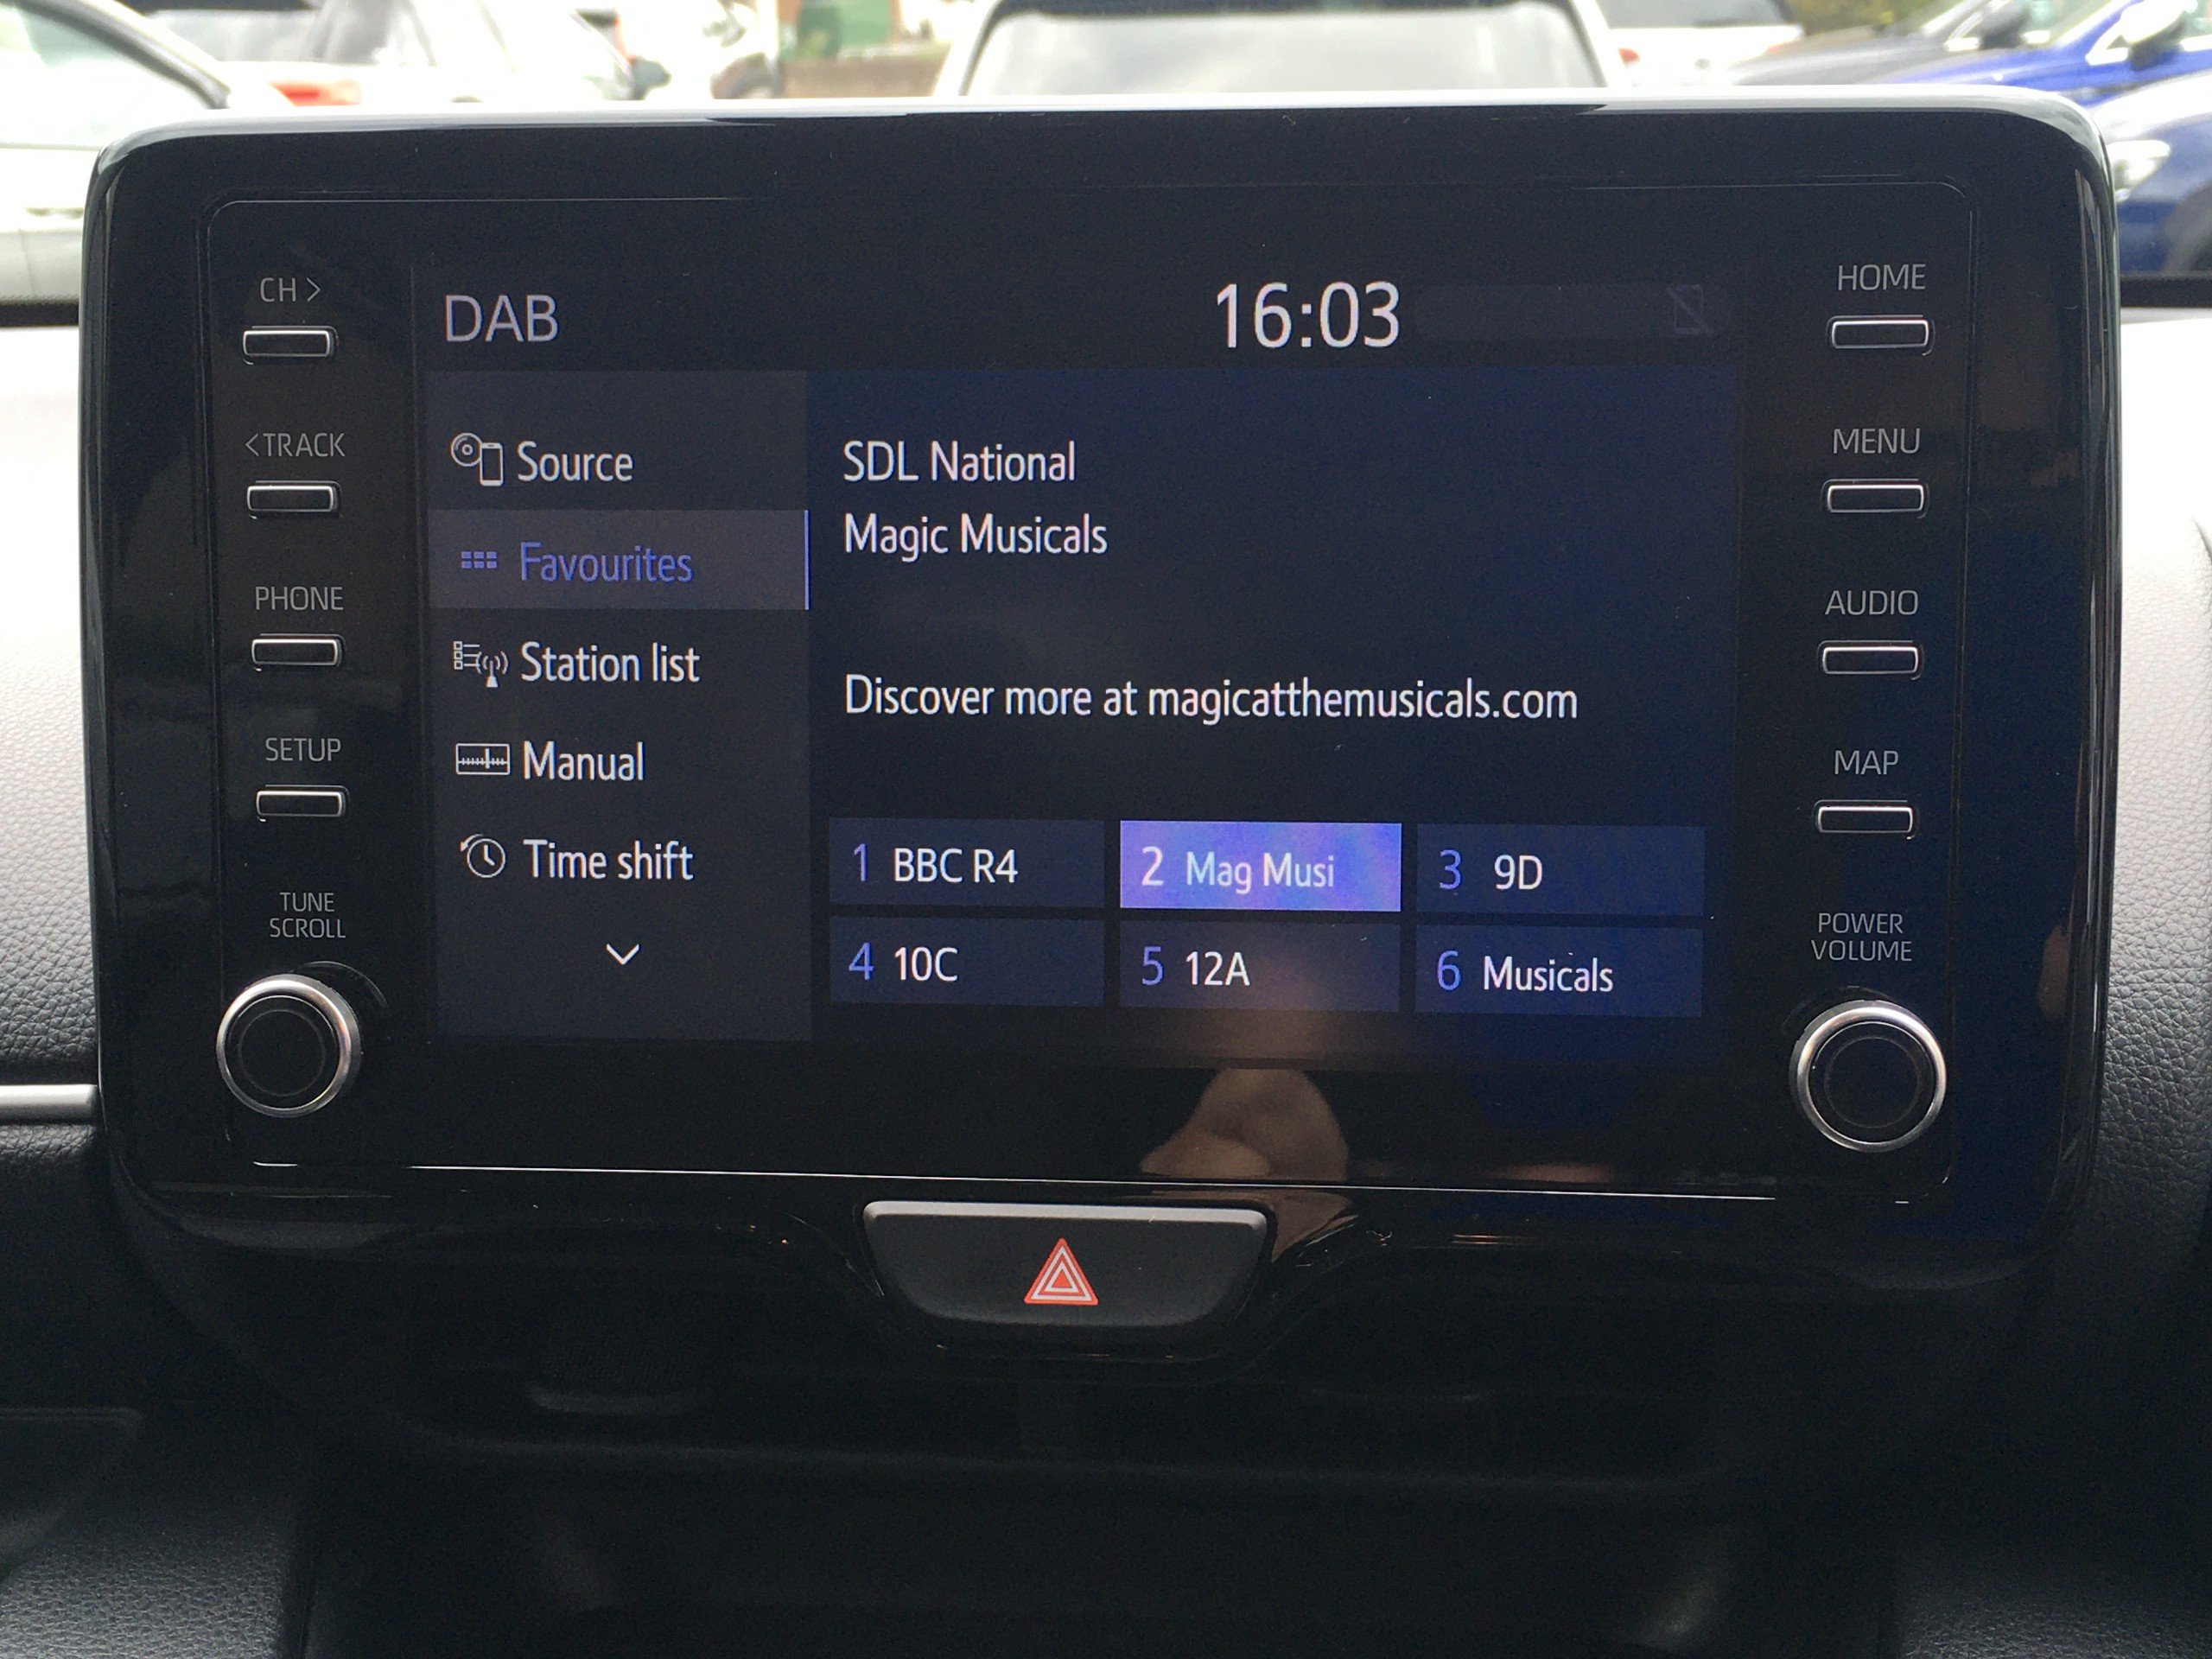 CH >
DAB
16:03
HOME
<TRACK
Source
SDL National
MENU
Favourites
Magic Musicals
PHONE
Station list
Discover more at magicatthemusicals.com
AUDIO
SETUP
Manual
MAP
Time shift
1 BBC R4
2 Mag Musi
3 9D
TUNE
SCROLL
4 10C
5 12A
6 Musicals
POWER
VOLUME